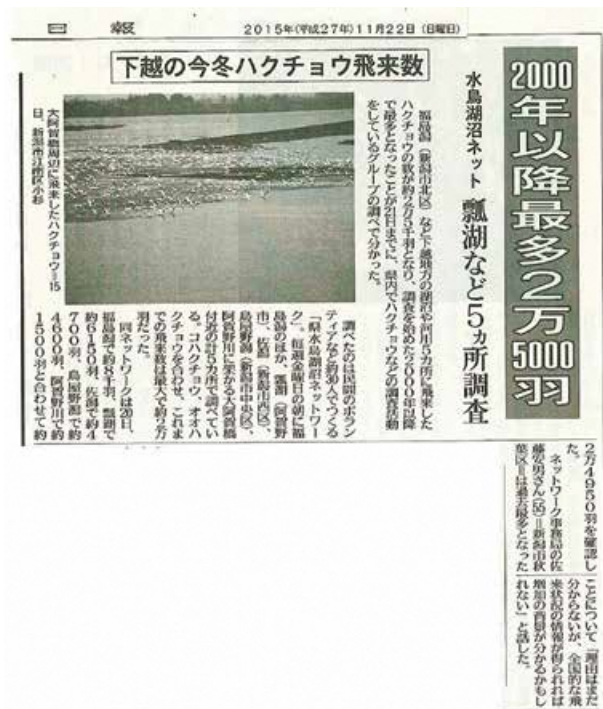 日報
2015年(平成27年)11月22日(日曜日)
2000年以降最多2万5000羽
水鳥湖沼ネット 瓢湖など5ヵ所調査
下越の今冬ハクチョウ飛来数
福島潟(新潟市北区)など下越地方の湖沼や河川5カ所に飛来した
ハクチョウの数が約2万5千羽となり、調査を始めた2000年以降
で最多となったことが21日までに、県内でハクチョウなどの調査活動
をしているグループの調べで分かった。
大阿賀橋周辺に飛来したハクチョウ=15
日、新潟市江南区小杉
調べたのは民間のボラン
ティアなど約30人でつくる
「県水鳥湖沼ネットワー
ク」。毎週金曜日の朝に福
島潟のほか、瓢湖(阿賀野
市)、佐潟(新潟市西区)、
鳥屋野潟(新潟市中央区)、
阿賀野川に架かる大阿賀橋
付近の計5カ所で調べてい
る。コハクチョウ、オオハ
クチョウを合わせ、これま
での飛来数は最大で約2万
羽だった。
同ネットワークは20日、
福島潟で約8千羽、瓢湖で
約6150羽、佐潟で約4
700羽、鳥屋野潟で約
4600羽、阿賀野川で約
1500羽と合わせて約
2万4950羽を確認し
た。
ネットワーク事務局の佐
藤安男さん(55)=新潟市秋
葉区=は過去最多となった
ことについて「理由はまだ
分からないが、全国的な飛
来状況の情報が得られれば
増加の背景が分かるかもし
れない」と話した。